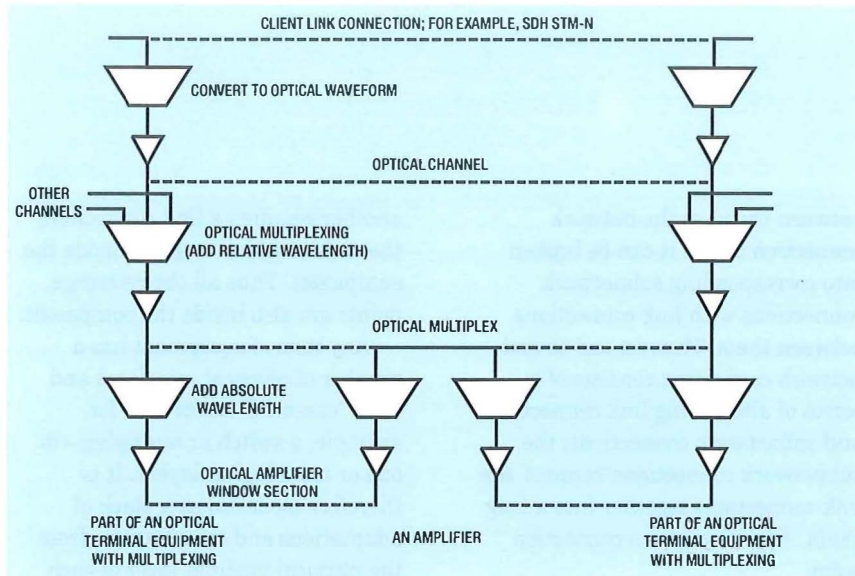 CLIENT LINK CONNECTION; FOR EXAMPLE, SDH STM-N
CONVERT TO OPTICAL WAVEFORM
OPTICAL CHANNEL
OTHER
CHANNELS
OPTICAL MULTIPLEXING
(ADD RELATIVE WAVELENGTH)
OPTICAL MULTIPLEX
ADD ABSOLUTE
WAVELENGTH
OPTICAL AMPLIFIER
WINDOW SECTION
PART OF AN OPTICAL
TERMINAL EQUIPMENT
WITH MULTIPLEXING
AN AMPLIFIER
PART OF AN OPTICAL
TERMINAL EQUIPMENT
WITH MULTIPLEXING